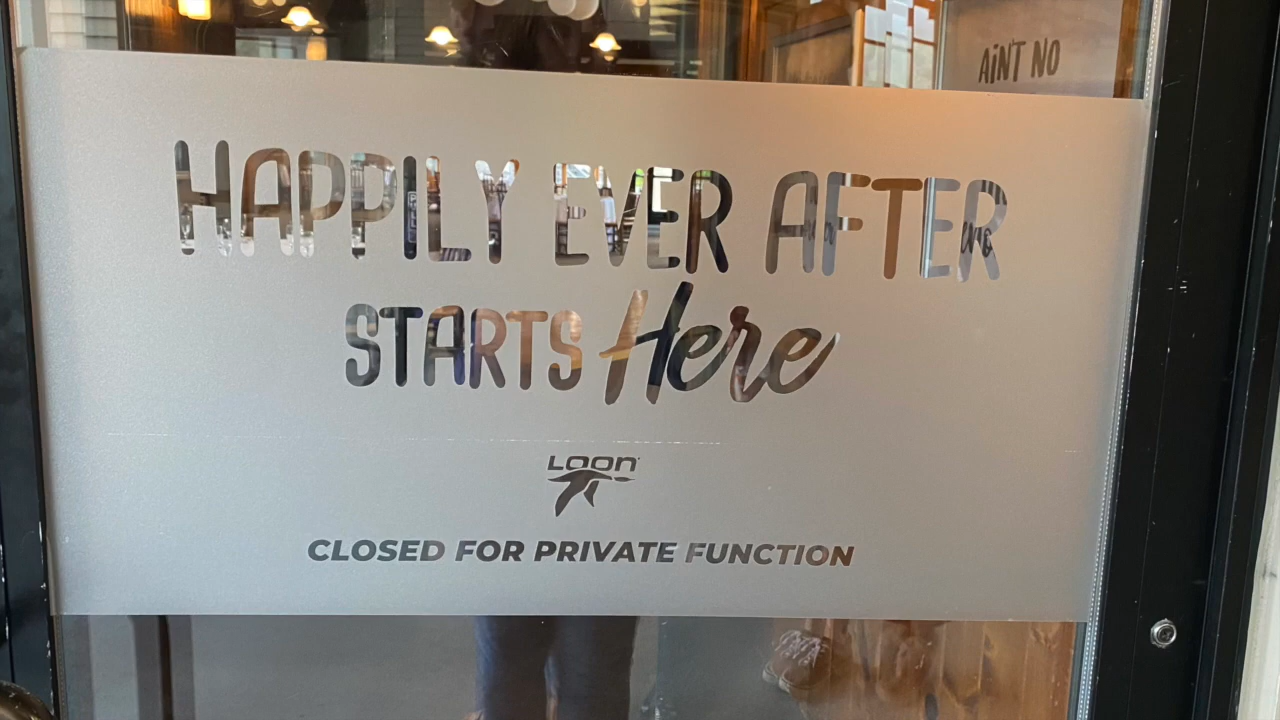 AIN'T NO
HAPPILY EVER AFTER
STARTS Here
LOON
CLOSED FOR PRIVATE FUNCTION